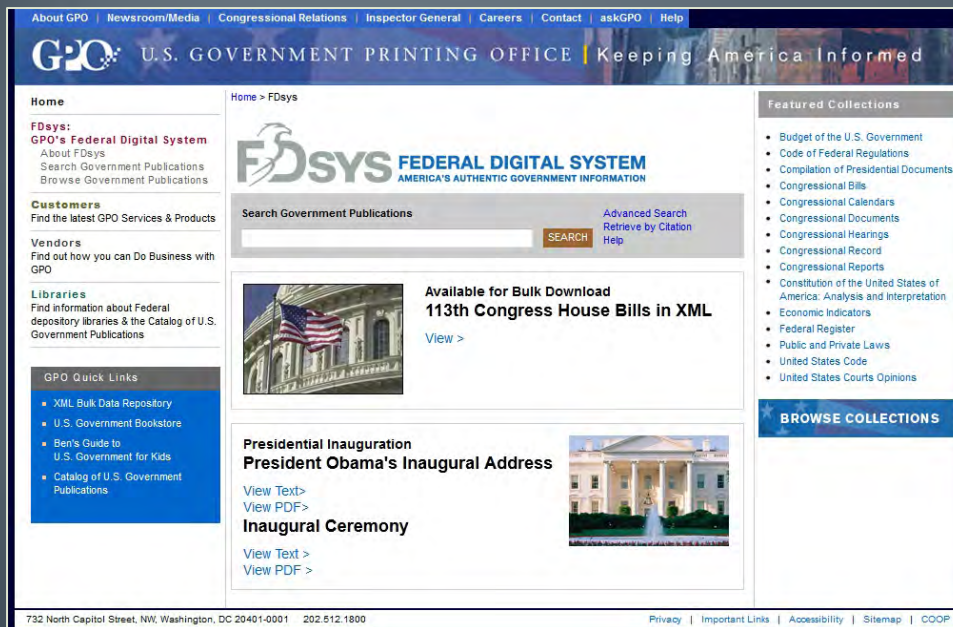 About GPO | Newsroom/Media | Congressional Relations | Inspector General | Careers | Contact | askGPO | Help
GPO U.S. GOVERNMENT PRINTING OFFICE | Keeping America Informed
Home
FDsys:
GPO's Federal Digital System
About FDsys
Search Government Publications
Browse Government Publications
Customers
Find the latest GPO Services & Products
Vendors
Find out how you can Do Business with
GPO
Libraries
Find information about Federal
depository libraries & the Catalog of U.S.
Government Publications
GPO Quick Links
XML Bulk Data Repository
U.S. Government Bookstore
Ben's Guide to
U.S. Government for Kids
Catalog of U.S. Government
Publications
Home > FDsys
FDSYS FEDERAL DIGITAL SYSTEM
AMERICA'S AUTHENTIC GOVERNMENT INFORMATION
Search Government Publications
SEARCH
Advanced Search
Retrieve by Citation
Help
Available for Bulk Download
113th Congress House Bills in XML
View >
Presidential Inauguration
President Obama's Inaugural Address
View Text>
View PDF>
Inaugural Ceremony
View Text >
View PDF >
Featured Collections
Budget of the U.S. Government
Code of Federal Regulations
Compilation of Presidential Documents
Congressional Bills
Congressional Calendars
Congressional Documents
Congressional Hearings
Congressional Record
Congressional Reports
Constitution of the United States of
America: Analysis and Interpretation
Economic Indicators
Federal Register
Public and Private Laws
United States Code
United States Courts Opinions
BROWSE COLLECTIONS
732 North Capitol Street, NW, Washington, DC 20401-0001 202.512.1800
Privacy | Important Links | Accessibility | Sitemap | COOP